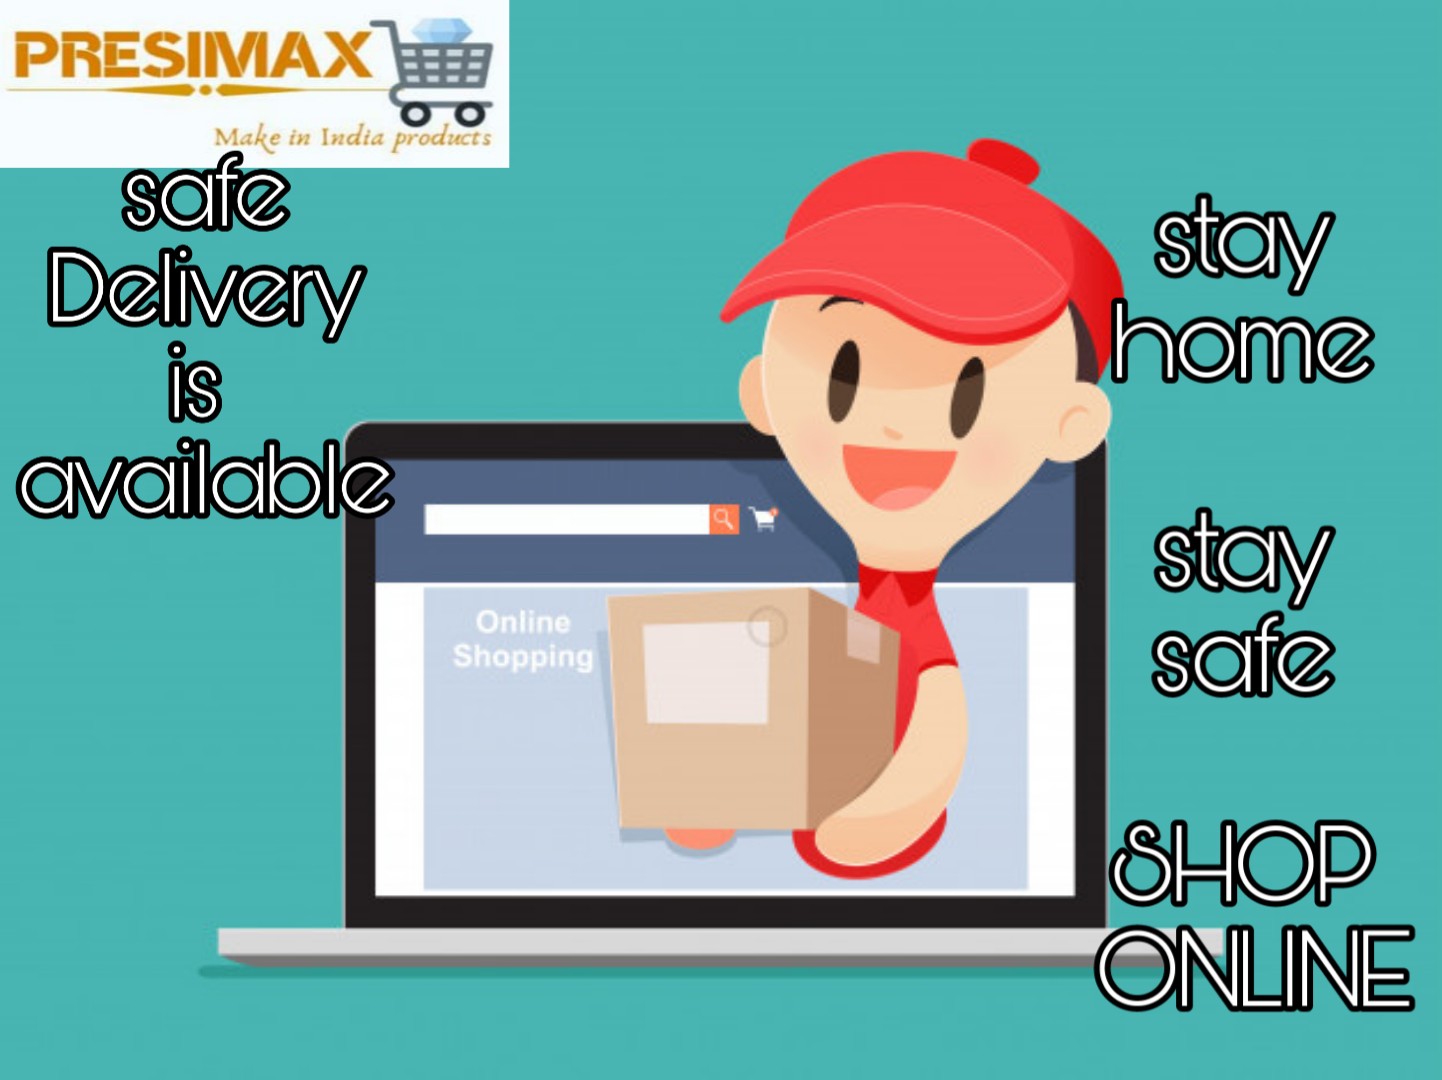 PRESIMAX
Make in India products
safe
Delivery
is
available
stay
home
stay
safe
SHOP
ONLINE
Online
Shopping